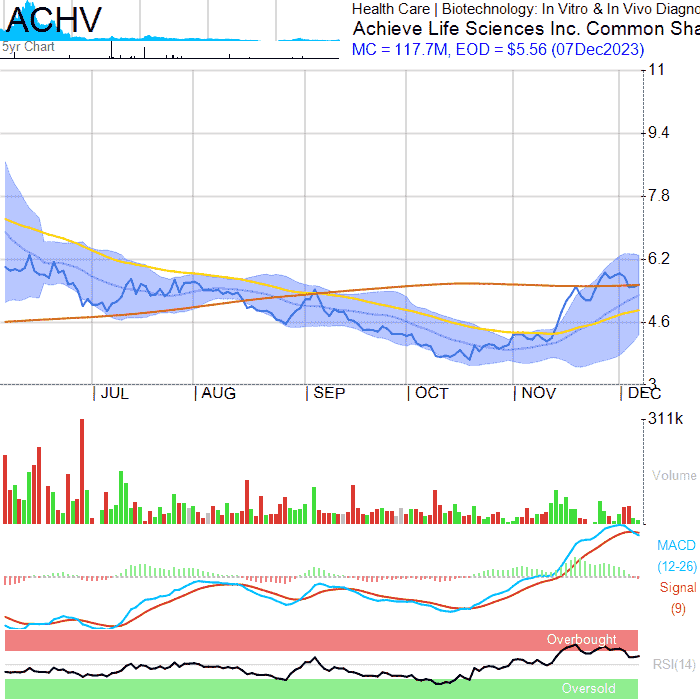 ACHV
5yr Chart
Health Care | Biotechnology: In Vitro & In Vivo Diagno
Achieve Life Sciences Inc. Common Sha
MC = 117.7M, EOD = $5.56 (07Dec2023)
11
9.4
7.8
6.2
4.6
3
JUL
AUG
SEP
OCT
NOV
DEC
311k
Volume
MACD
(12-26)
Signal
(9)
Overbought
RSI(14)
Oversold